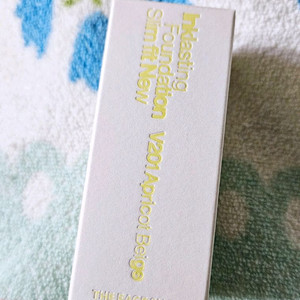 Inklasting
Foundation
Slim fit New
V201 Apricot Beige
THE FACE